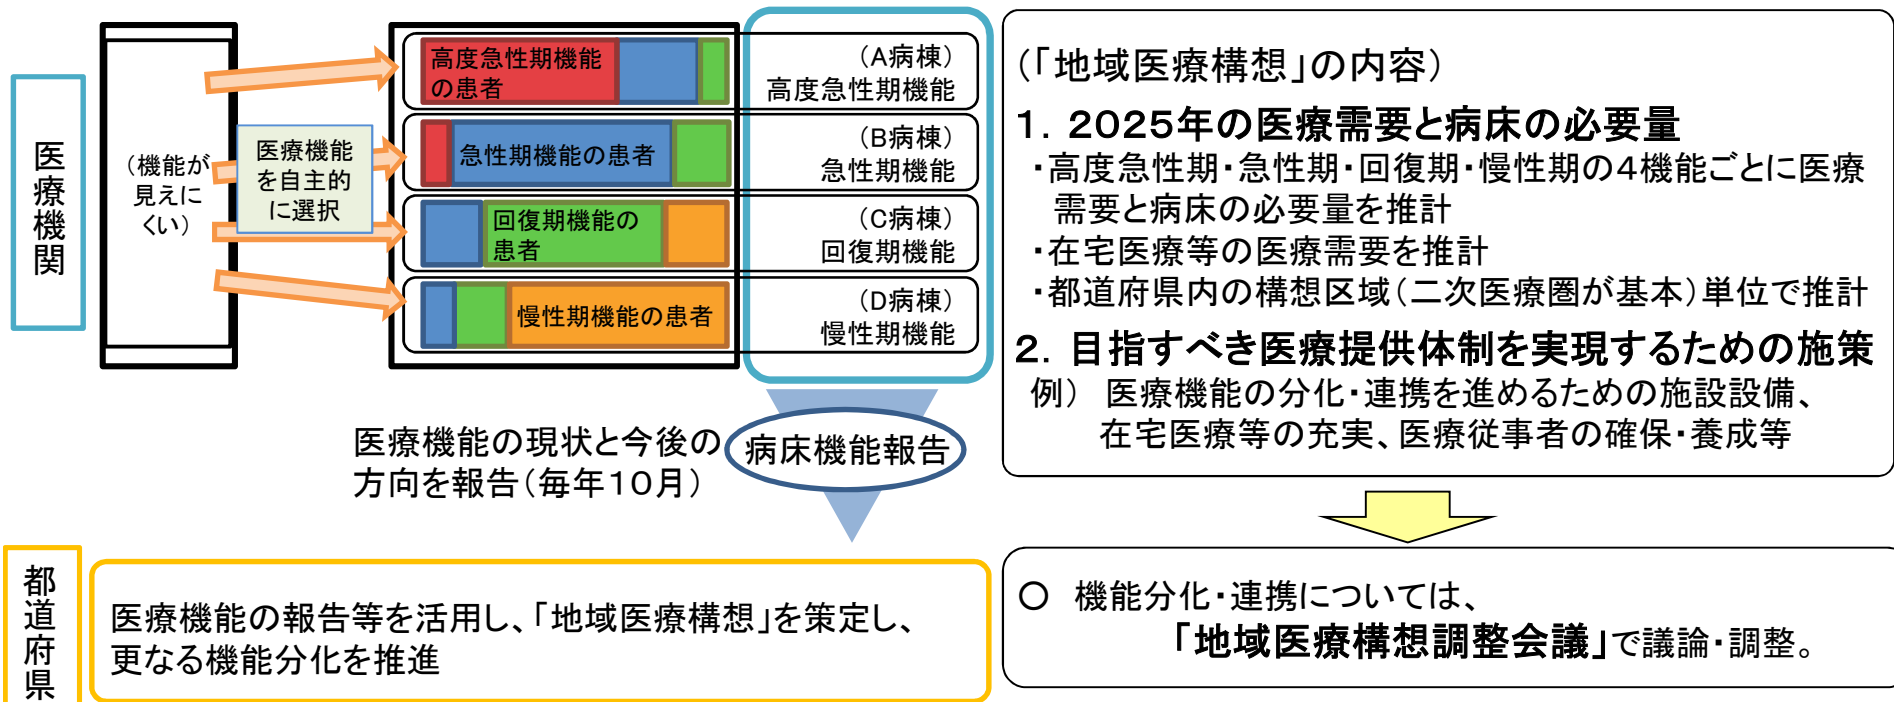 医療機関
(機能が
見えに
くい)
医療機能
を自主的
に選択
高度急性期機能
の患者
(A病棟)
高度急性期機能
急性期機能の患者
(B病棟)
急性期機能
回復期機能の
患者
(C病棟)
回復期機能
慢性期機能の患者
(D病棟)
慢性期機能
医療機能の現状と今後の
方向を報告(毎年10月)
病床機能報告
都道府県
医療機能の報告等を活用し、「地域医療構想」を策定し、
更なる機能分化を推進
(「地域医療構想」の内容)
1. 2025年の医療需要と病床の必要量
・高度急性期・急性期・回復期・慢性期の4機能ごとに医療
需要と病床の必要量を推計
・在宅医療等の医療需要を推計
・都道府県内の構想区域(二次医療圏が基本)単位で推計
2. 目指すべき医療提供体制を実現するための施策
例) 医療機能の分化・連携を進めるための施設設備、
在宅医療等の充実、医療従事者の確保・養成等
○ 機能分化・連携については、
「地域医療構想調整会議」で議論・調整。